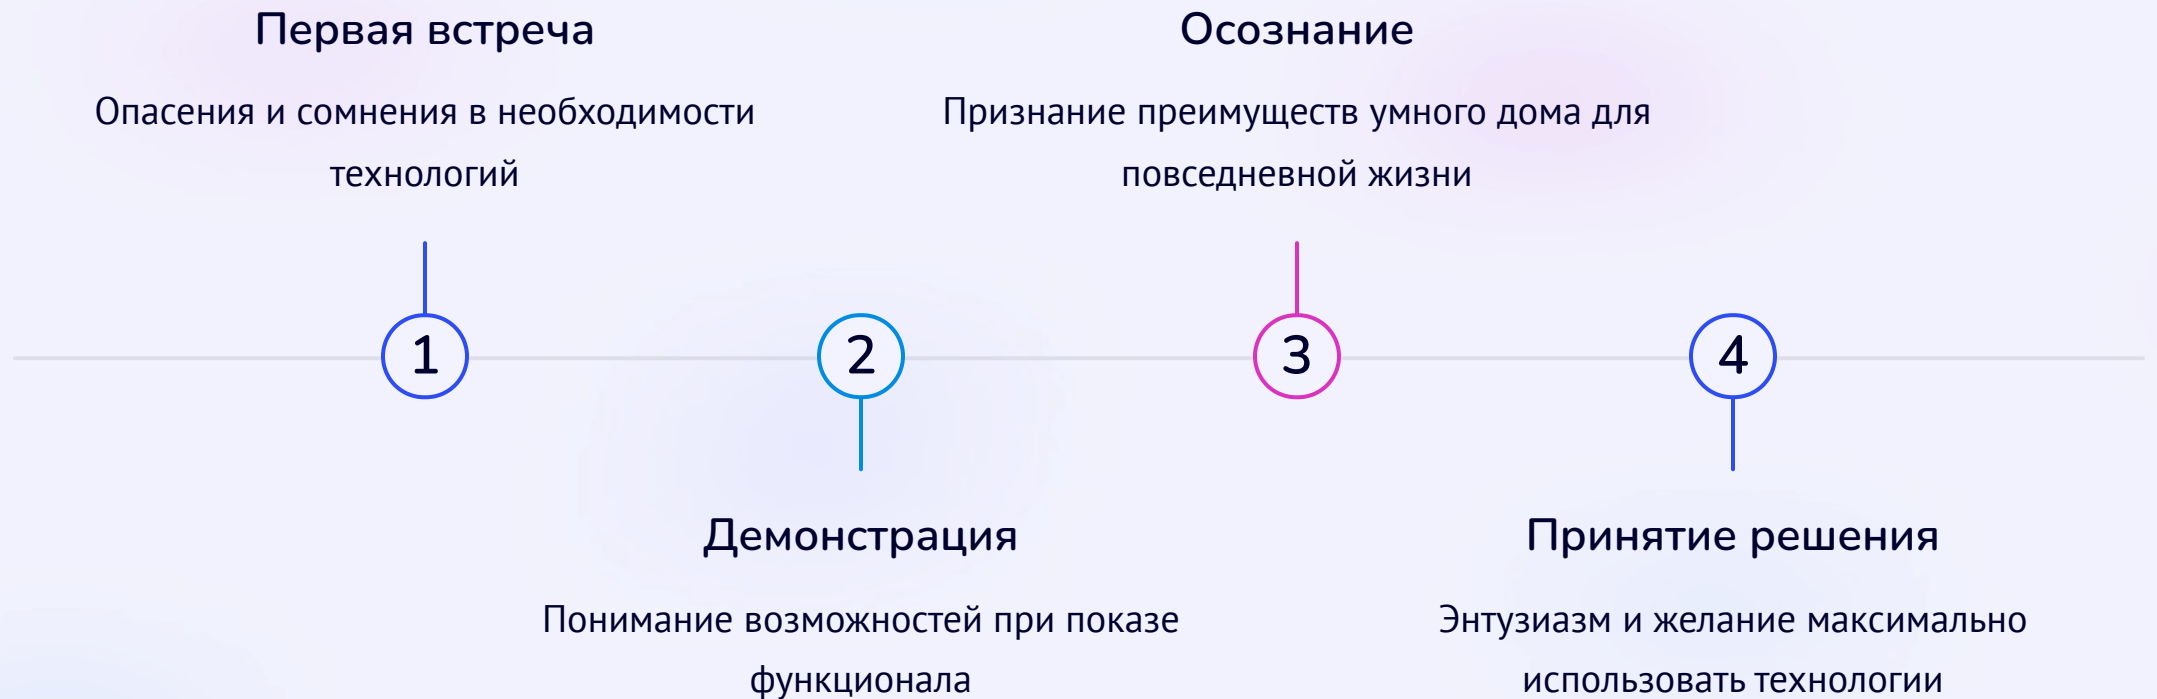 Первая встреча
Опасения и сомнения в необходимости
технологий
Осознание
Признание преимуществ умного дома для
повседневной жизни
1
2
3
4
Демонстрация
Понимание возможностей при показе
функционала
Принятие решения
Энтузиазм и желание максимально
использовать технологии